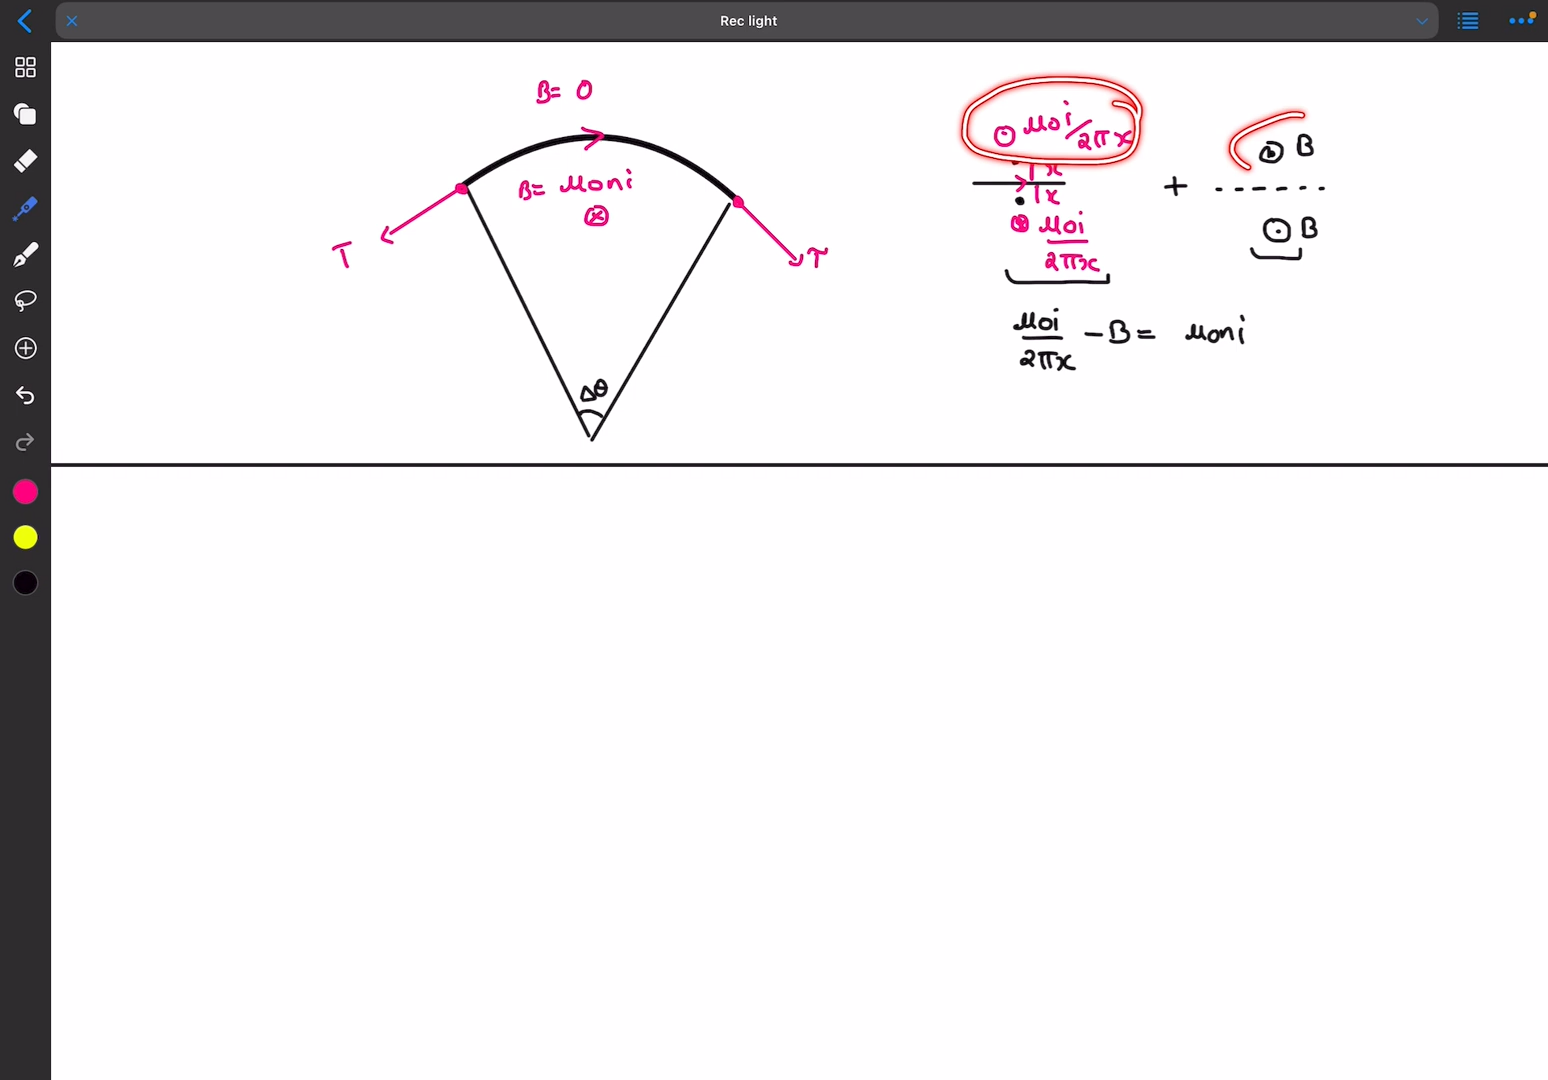 Rec light
B= 0
B= μ₀ni
⊗
T
T
Δθ
⊙ μ₀i/2πx
x
x
⊗ μ₀i/2πx
+
B
⊙ B
μ₀i/2πx - B = μ₀ni